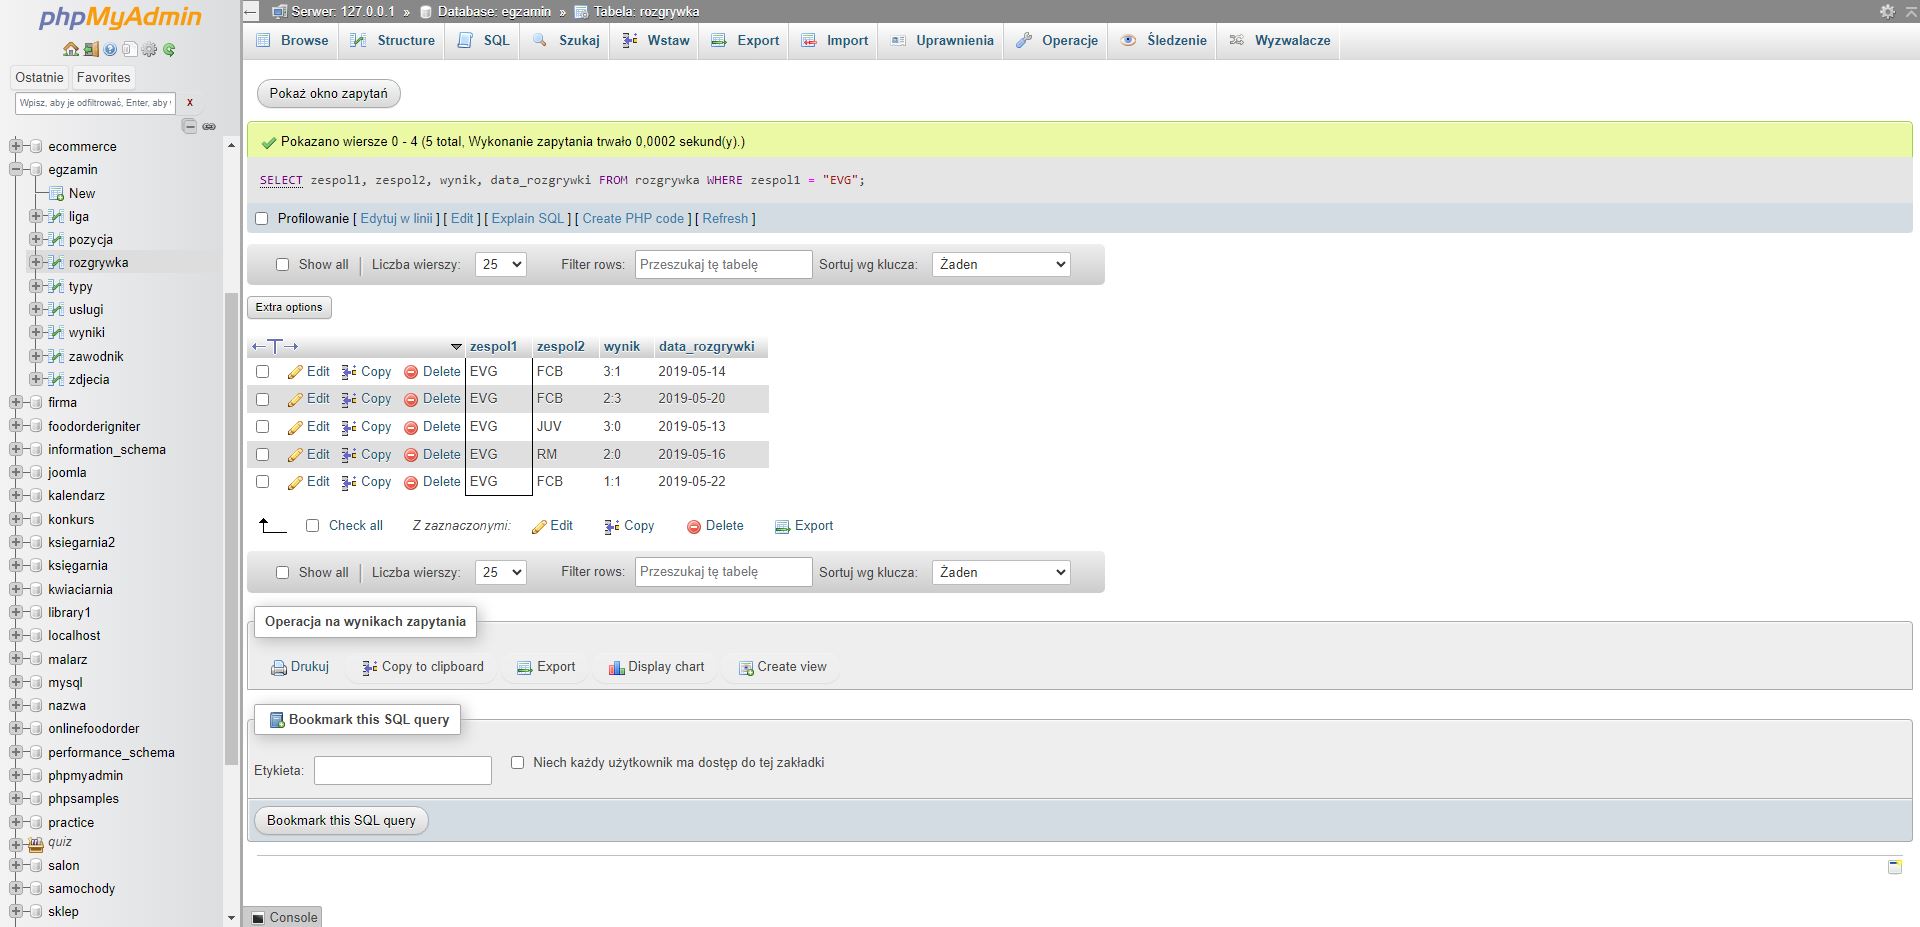 phpMyAdmin
Ostatnie Favorites
Wpisz, aby je odfiltrować, Enter, aby
X
ecommerce
egzamin
New
liga
pozycja
rozgrywka
typy
uslugi
wyniki
zawodnik
zdjecia
firma
foodorderigniter
information_schema
joomla
kalendarz
konkurs
ksiegarnia2
księgarnia
kwiaciarnia
library1
localhost
malarz
mysql
nazwa
onlinefoodorder
performance_schema
phpmyadmin
phpsamples
practice
quiz
salon
samochody
sklep
Serwer: 127.0.0.1 » Database: egzamin » Tabela: rozgrywka
Browse Structure SQL Szukaj Wstaw Export Import Uprawnienia Operacje Śledzenie Wyzwalacze
Pokaż okno zapytań
Pokazano wiersze 0 - 4 (5 total, Wykonanie zapytania trwało 0,0002 sekund(y).)
SELECT zespol1, zespol2, wynik, data_rozgrywki FROM rozgrywka WHERE zespol1 = "EVG";
Profilowanie [ Edytuj w linii ] [ Edit ] [ Explain SQL ] [ Create PHP code ] [ Refresh ]
Show all Liczba wierszy: 25 Filter rows: Przeszukaj tę tabelę Sortuj wg klucza: Żaden
Extra options
←T→ zespol1 zespol2 wynik data_rozgrywki
Edit Copy Delete EVG FCB 3:1 2019-05-14
Edit Copy Delete EVG FCB 2:3 2019-05-20
Edit Copy Delete EVG JUV 3:0 2019-05-13
Edit Copy Delete EVG RM 2:0 2019-05-16
Edit Copy Delete EVG FCB 1:1 2019-05-22
Check all Z zaznaczonymi: Edit Copy Delete Export
Show all Liczba wierszy: 25 Filter rows: Przeszukaj tę tabelę Sortuj wg klucza: Żaden
Operacja na wynikach zapytania
Drukuj Copy to clipboard Export Display chart Create view
Bookmark this SQL query
Etykieta: Niech każdy użytkownik ma dostęp do tej zakładki
Bookmark this SQL query
Console